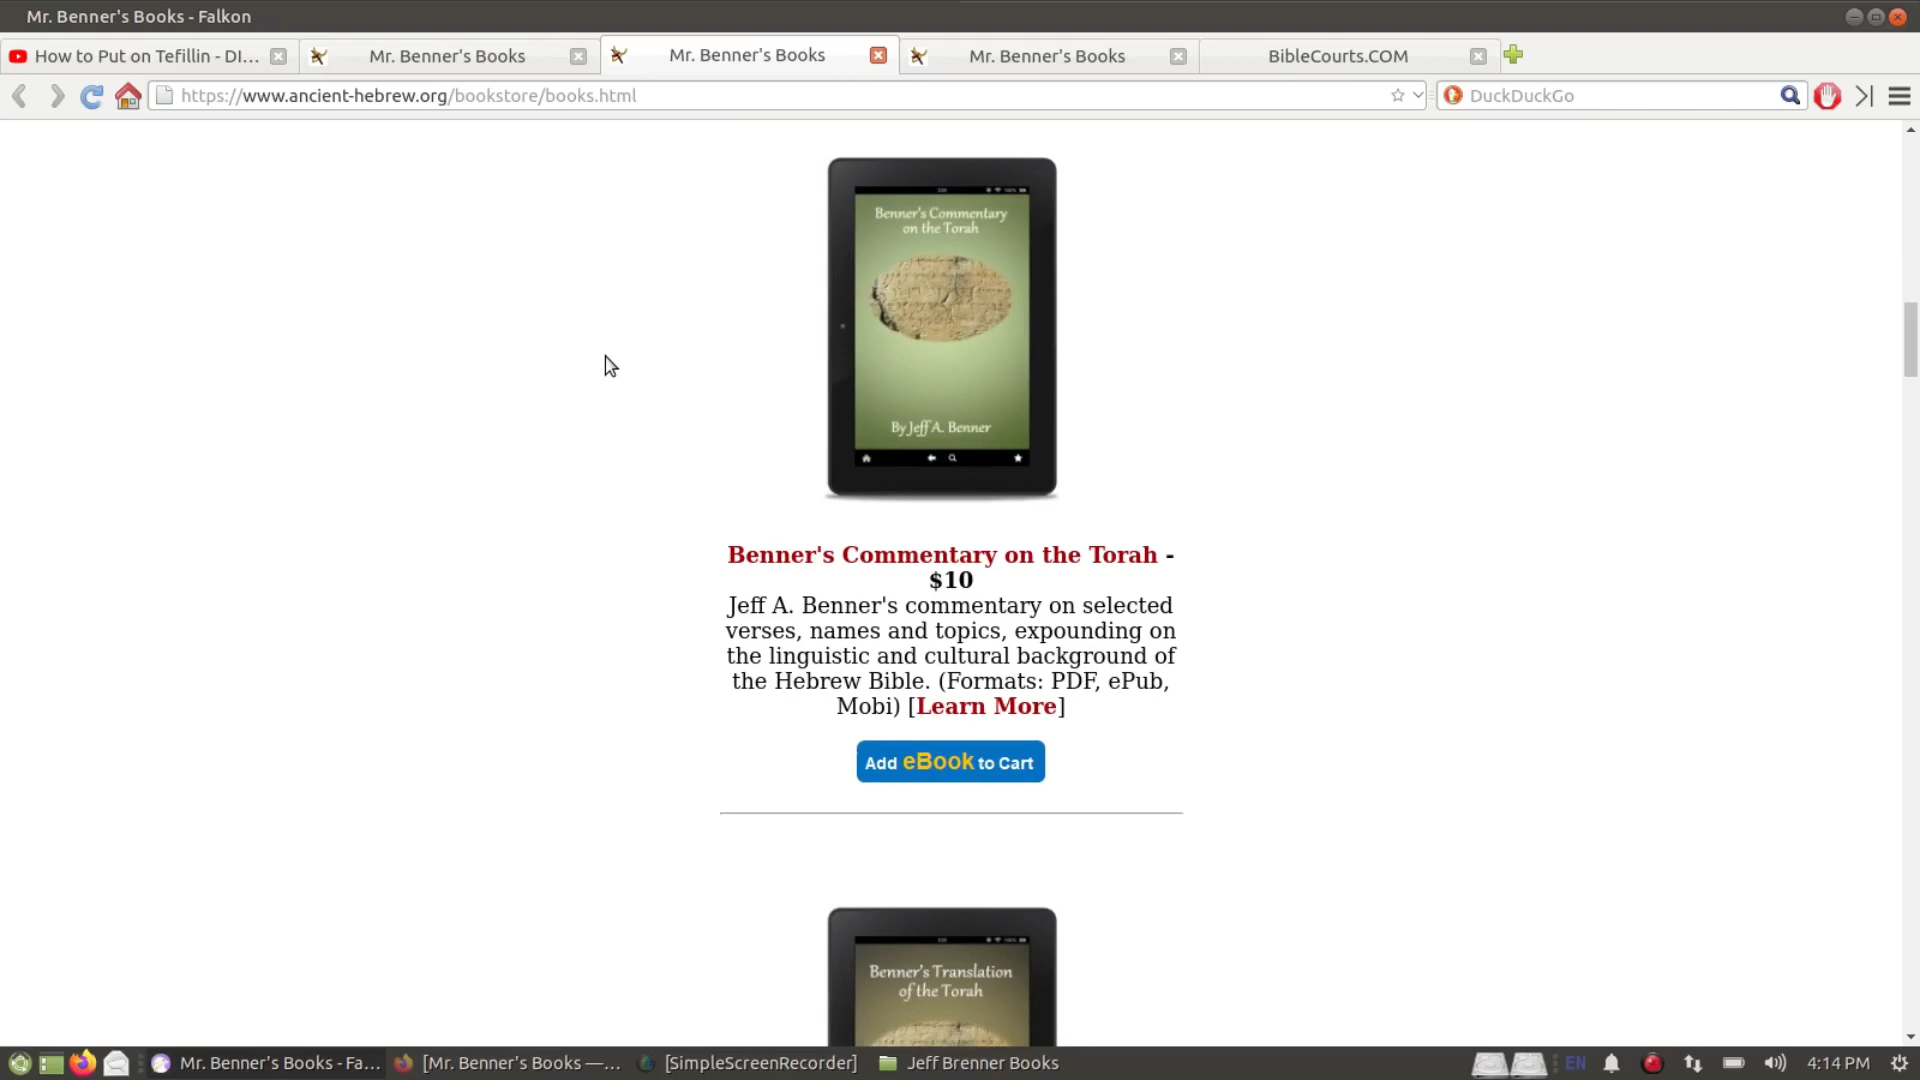 Mr. Benner's Books - Falkon
How to Put on Tefillin - DI...
Mr. Benner's Books
Mr. Benner's Books
Mr. Benner's Books
BibleCourts.COM
https://www.ancient-hebrew.org/bookstore/books.html
DuckDuckGo
Benner's Commentary
on the Torah
By Jeff A. Benner
Benner's Commentary on the Torah -
$10
Jeff A. Benner's commentary on selected
verses, names and topics, expounding on
the linguistic and cultural background of
the Hebrew Bible. (Formats: PDF, ePub,
Mobi) [Learn More]
Add eBook to Cart
Benner's Translation
of the Torah
Mr. Benner's Books - Fa...
[Mr. Benner's Books —...
[SimpleScreenRecorder]
Jeff Brenner Books
EN
4:14 PM